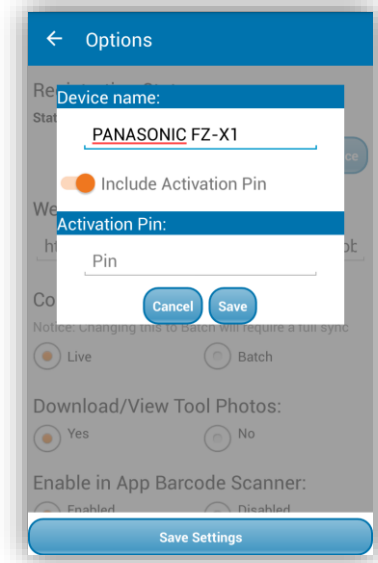 Options
Device name:
PANASONIC FZ-X1
Include Activation Pin
Activation Pin:
Pin
Cancel Save
Notice: Changing this to Batch will require a full sync
Live Batch
Download/View Tool Photos:
Yes No
Enable in App Barcode Scanner:
Enabled Disabled
Save Settings